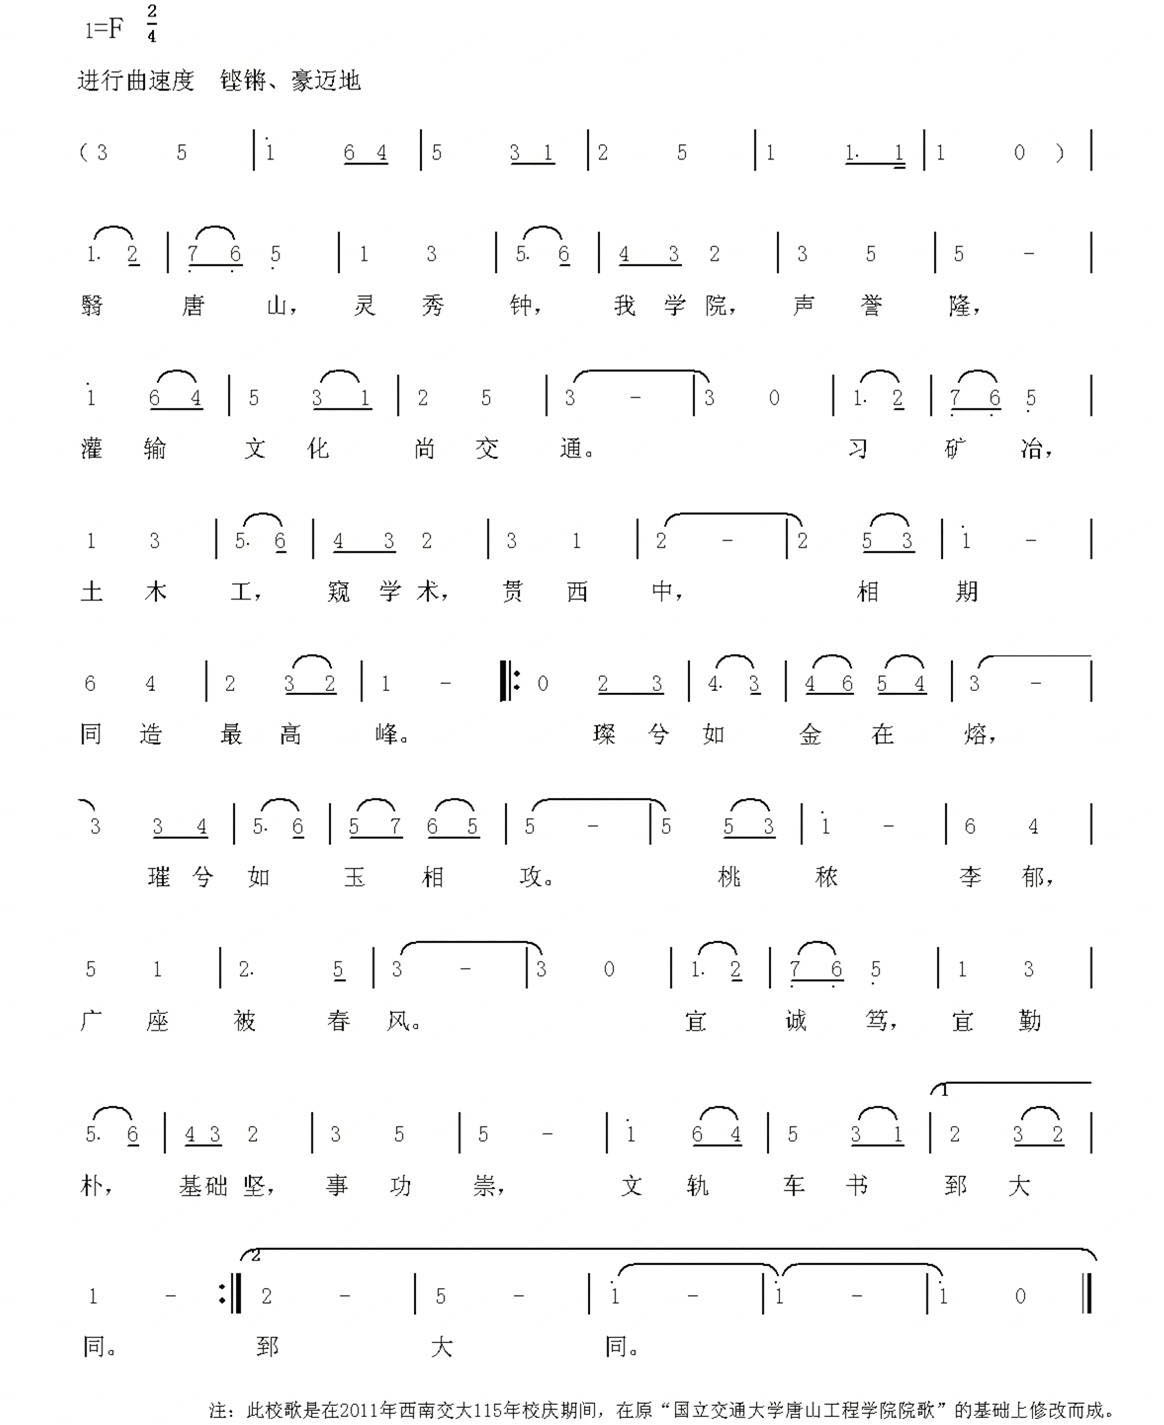 1=F 2/4
进行曲速度 铿锵、豪迈地
(3 5 | 1 6 4 | 5 3 1 | 2 5 | 1 1. 1 | 1 0 ) |
1. 2 | 7 6 5 | 1 3 | 5. 6 | 4 3 2 | 3 5 | 5 - |
翳 唐 山, 灵 秀 钟, 我 学 院, 声 誉 隆,
1 6 4 | 5 3 1 | 2 5 | 3 - | 3 0 | 1. 2 | 7 6 5 |
灌 输 文 化 尚 交 通。 习 矿 冶,
1 3 | 5. 6 | 4 3 2 | 3 1 | 2 - | 2 5 3 | 1 - |
土 木 工, 窥 学 术, 贯 西 中, 相 期
6 4 | 2 3 2 | 1 - |: 0 2 3 | 4. 3 | 4 6 5 4 | 3 - |
同 造 最 高 峰。 璨 兮 如 金 在 熔,
3 3 4 | 5. 6 | 5 7 6 5 | 5 - | 5 5 3 | 1 - | 6 4 |
璀 兮 如 玉 相 攻。 桃 秾 李 郁,
5 1 | 2. 5 | 3 - | 3 0 | 1. 2 | 7 6 5 | 1 3 |
广 座 被 春 风。 宜 诚 笃, 宜 勤
1
5. 6 | 4 3 2 | 3 5 | 5 - | 1 6 4 | 5 3 1 | 2 3 2 |
朴, 基 础 坚, 事 功 崇, 文 轨 车 书 郅 大
2
1 - :| 2 - | 5 - | 1 - | 1 - | 1 0 ||
同。 郅 大 同。
注：此校歌是在2011年西南交大115年校庆期间，在原“国立交通大学唐山工程学院院歌”的基础上修改而成。